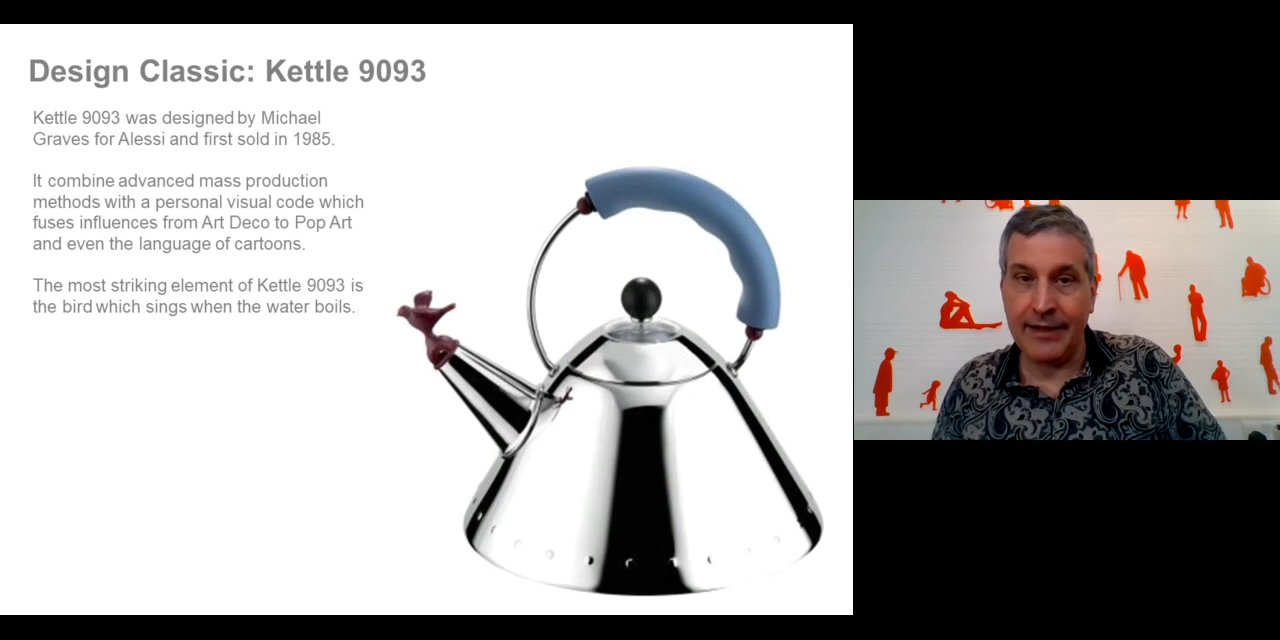 Design Classic: Kettle 9093
Kettle 9093 was designed by Michael
Graves for Alessi and first sold in 1985.
It combine advanced mass production
methods with a personal visual code which
fuses influences from Art Deco to Pop Art
and even the language of cartoons.
The most striking element of Kettle 9093 is
the bird which sings when the water boils.